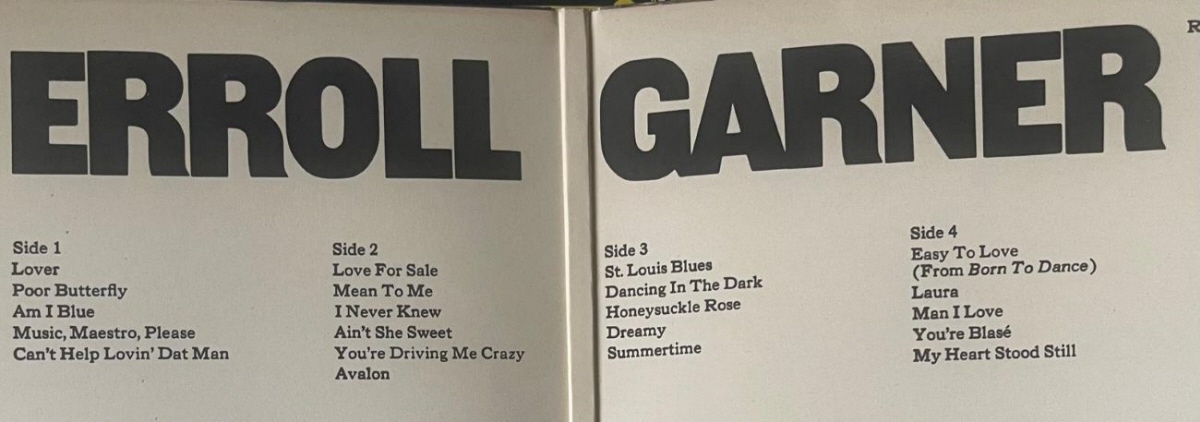 ERROLL GARNER
R
Side 1
Lover
Poor Butterfly
Am I Blue
Music, Maestro, Please
Can't Help Lovin' Dat Man
Side 2
Love For Sale
Mean To Me
I Never Knew
Ain't She Sweet
You're Driving Me Crazy
Avalon
Side 3
St. Louis Blues
Dancing In The Dark
Honeysuckle Rose
Dreamy
Summertime
Side 4
Easy To Love
(From Born To Dance)
Laura
Man I Love
You're Blasé
My Heart Stood Still